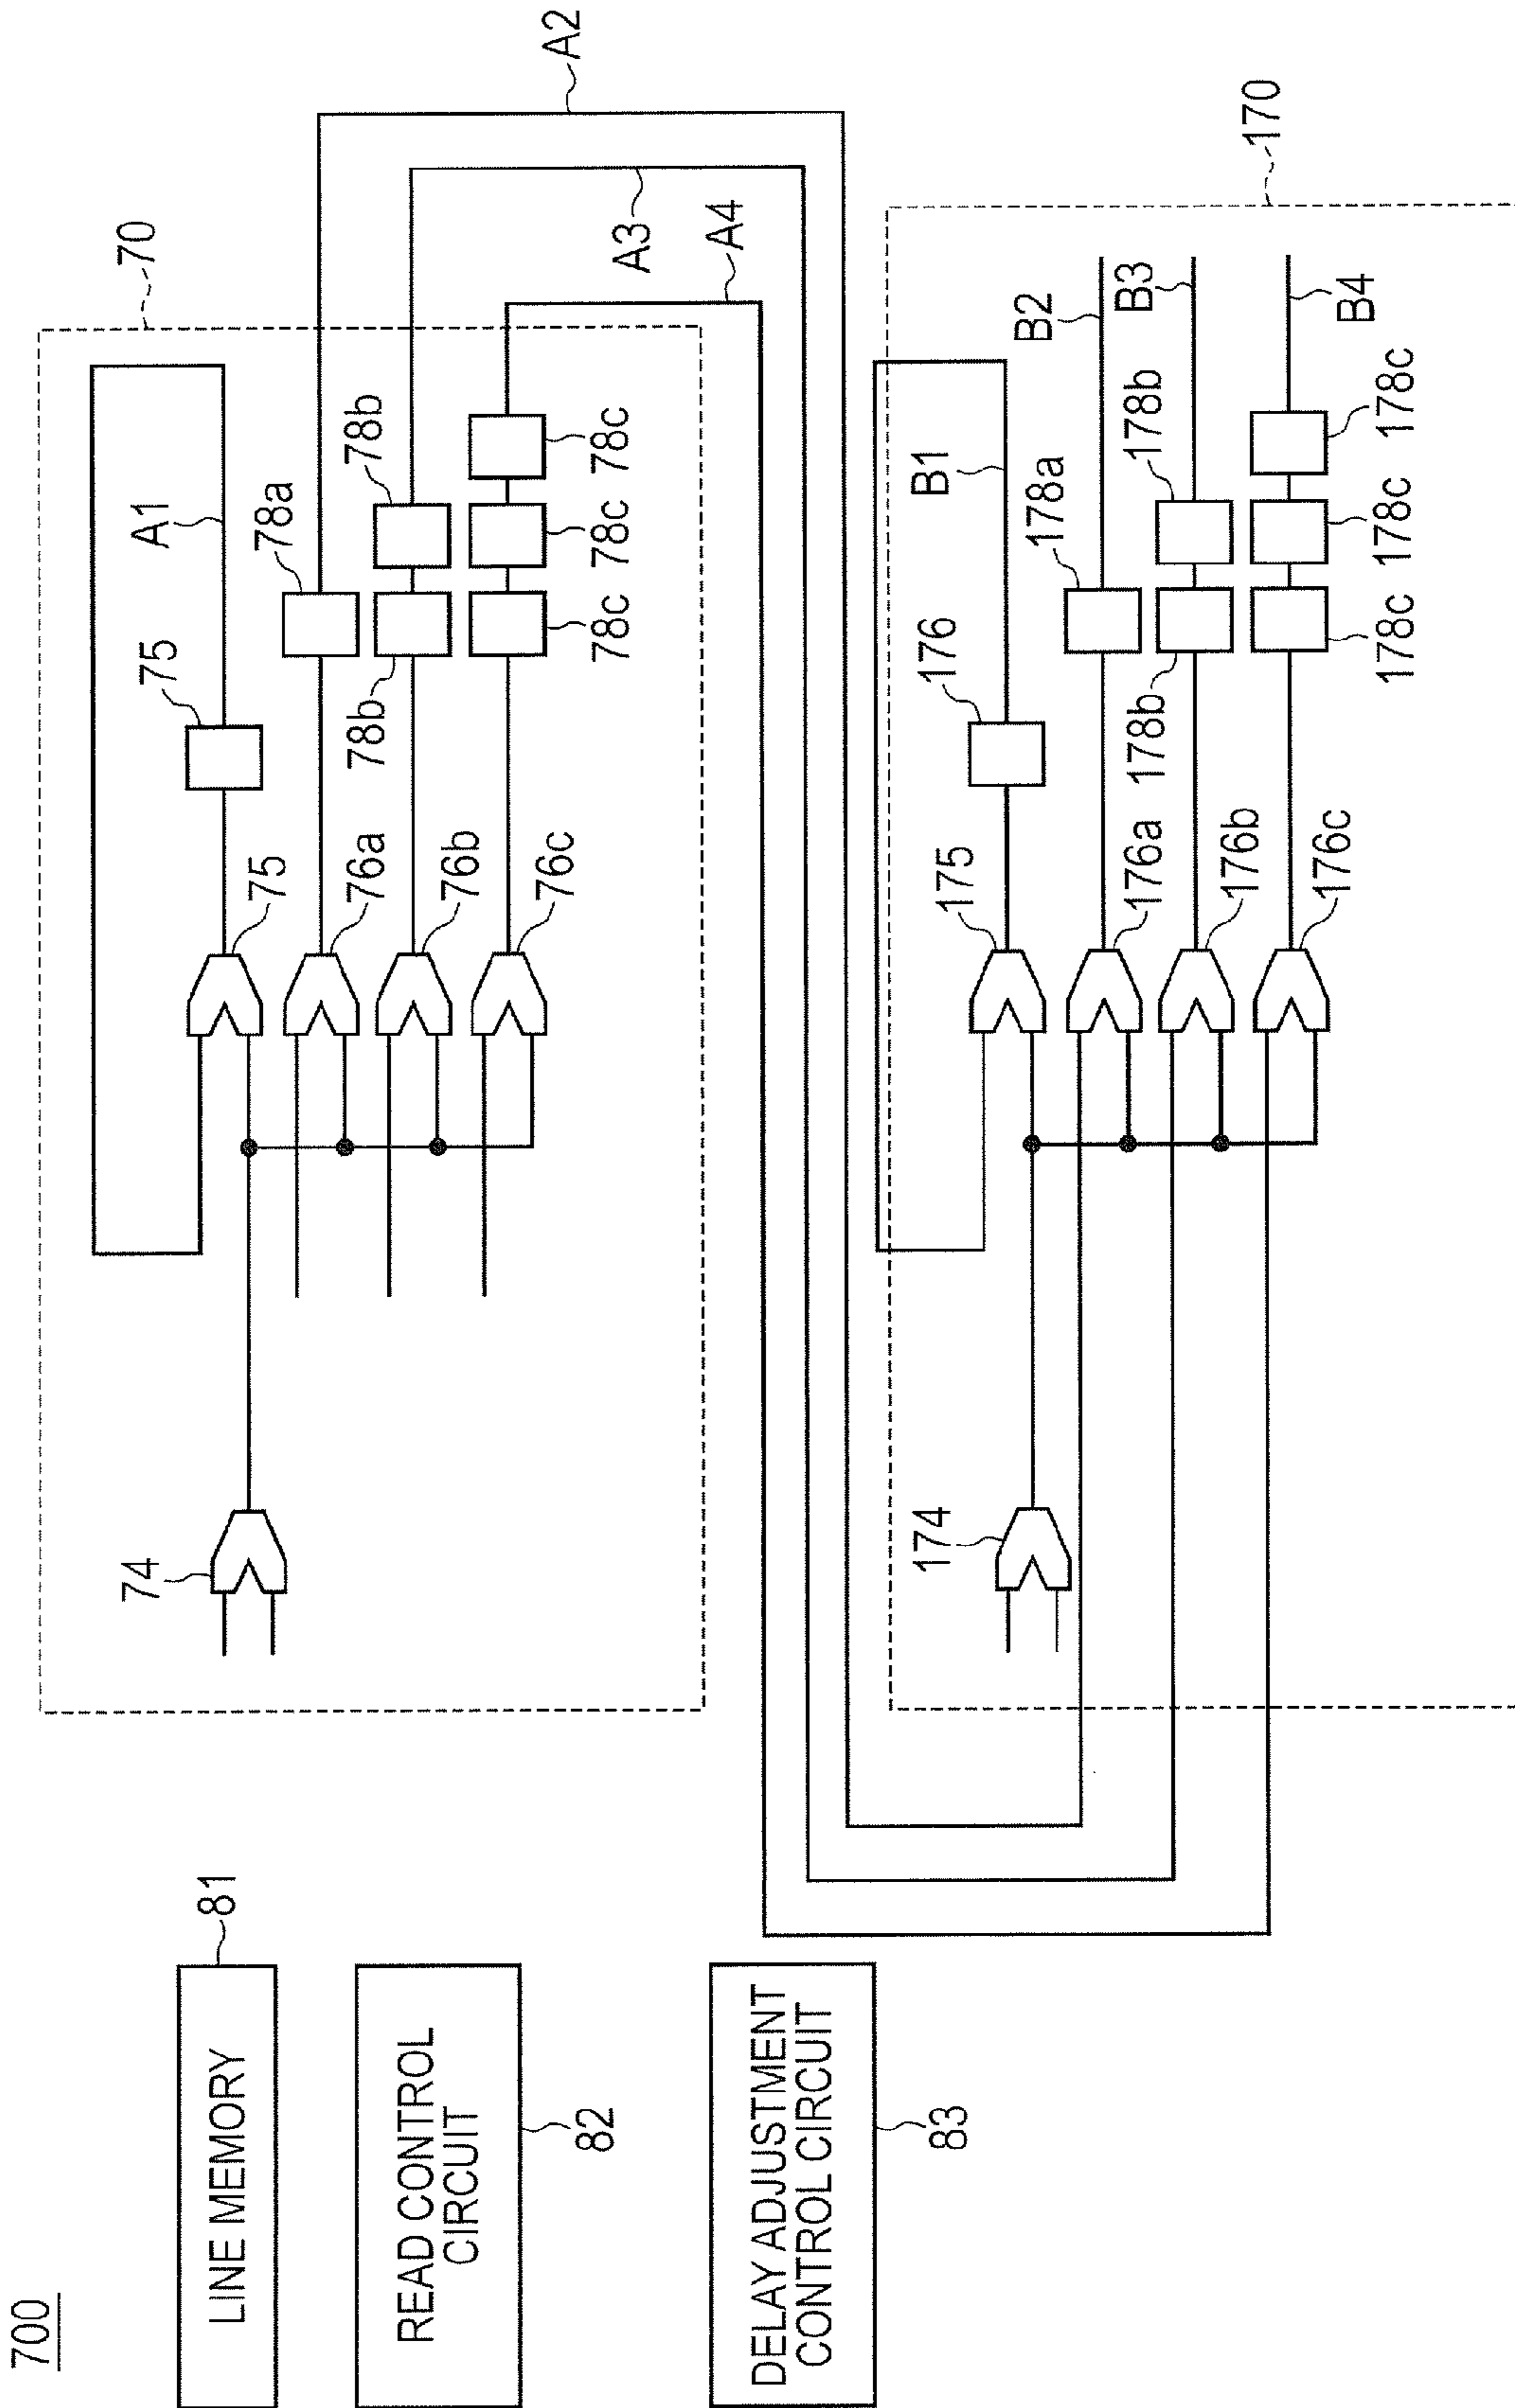 700
LINE MEMORY
81
READ CONTROL
CIRCUIT
82
DELAY ADJUSTMENT
CONTROL CIRCUIT
83
70
74
75
75
A1
76a
78a
A2
76b
78b
78b
A3
76c
78c
78c
78c
A4
170
174
175
176
B1
176a
178a
B2
176b
178b
178b
B3
176c
178c
178c
178c
B4